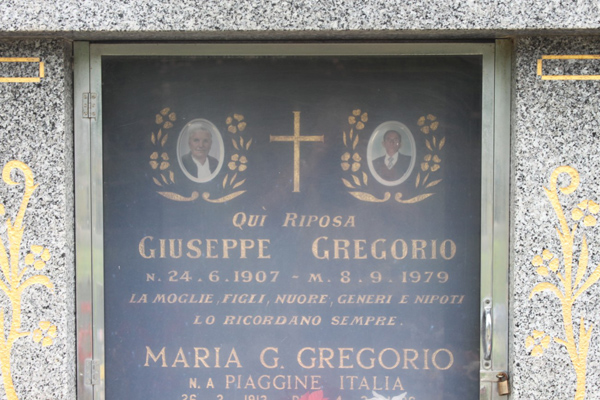 QUI RIPOSA
GIUSEPPE GREGORIO
N. 24.6.1907 - M. 8.9.1979
LA MOGLIE, FIGLI, NUORE, GENERI E NIPOTI
LO RICORDANO SEMPRE.
MARIA G. GREGORIO
N. A PIAGGINE ITALIA